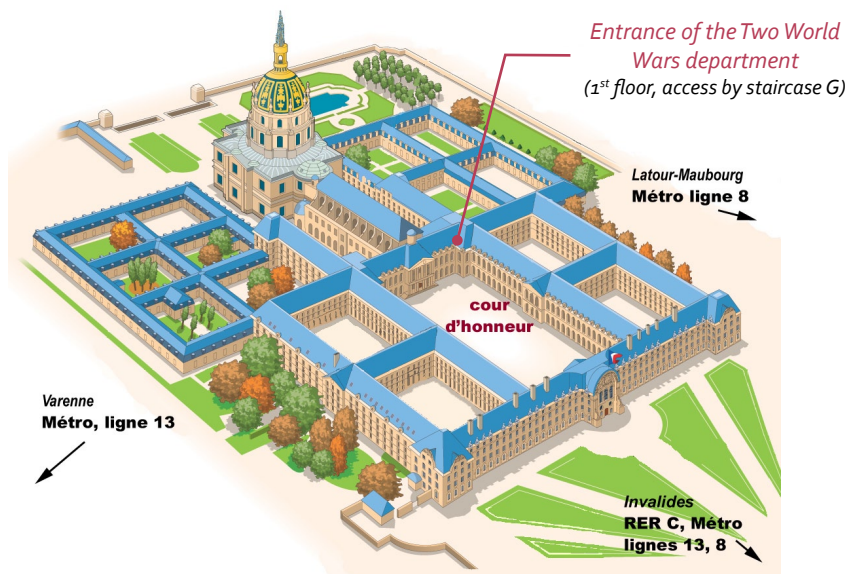 Entrance of the Two World
Wars department
(1st floor, access by staircase G)
Latour-Maubourg
Métro ligne 8
cour
d'honneur
Varenne
Métro, ligne 13
Invalides
RER C, Métro
lignes 13, 8